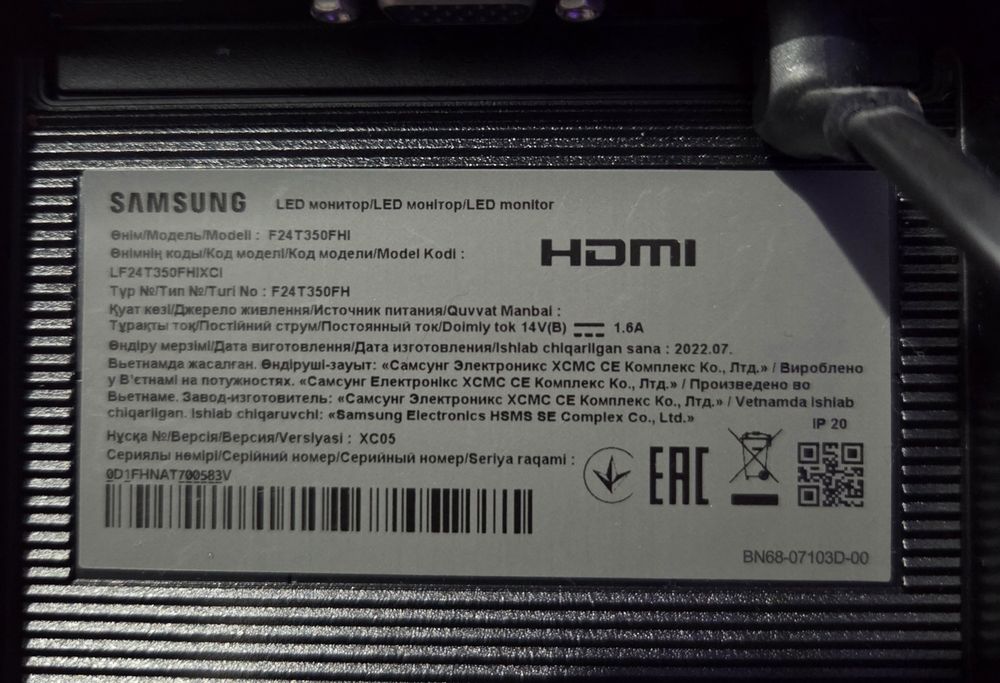 SAMSUNG LED монитор/LED монітор/LED monitor
Өнім/Модель/Modeli : F24T350FHI
Өнімнің коды/Код моделі/Код модели/Model Kodi :
LF24T350FHIXCI
HDMI
Түр №/Тип №/Turi No : F24T350FH
Қуат көзі/Джерело живлення/Источник питания/Quvvat Manbai :
Тұрақты ток/Постійний струм/Постоянный ток/Doimiy tok 14V(В) 1.6A
Өндіру мерзімі/Дата виготовлення/Дата изготовления/Ishlab chiqarilgan sana : 2022.07.
Вьетнамда жасалған. Өндіруші-зауыт: «Самсунг Электроникс ХСМС СЕ Комплекс Ко., Лтд.» / Вироблено
у В'єтнамі на потужностях. «Самсунг Електронікс ХСМС СЕ Комплекс Ко., Лтд.» / Произведено во
Вьетнаме. Завод-изготовитель: «Самсунг Электроникс ХСМС СЕ Комплекс Ко., Лтд.» / Vetnamda ishlab
chiqarilgan. Ishlab chiqaruvchi: «Samsung Electronics HSMS SE Complex Co., Ltd.»
IP 20
Нұсқа №/Версія/Версия/Versiyasi : XC05
Сериялы немірі/Серійний номер/Серийный номер/Seriya raqami :
0D1FHNAT700583V
EAC
BN68-07103D-00